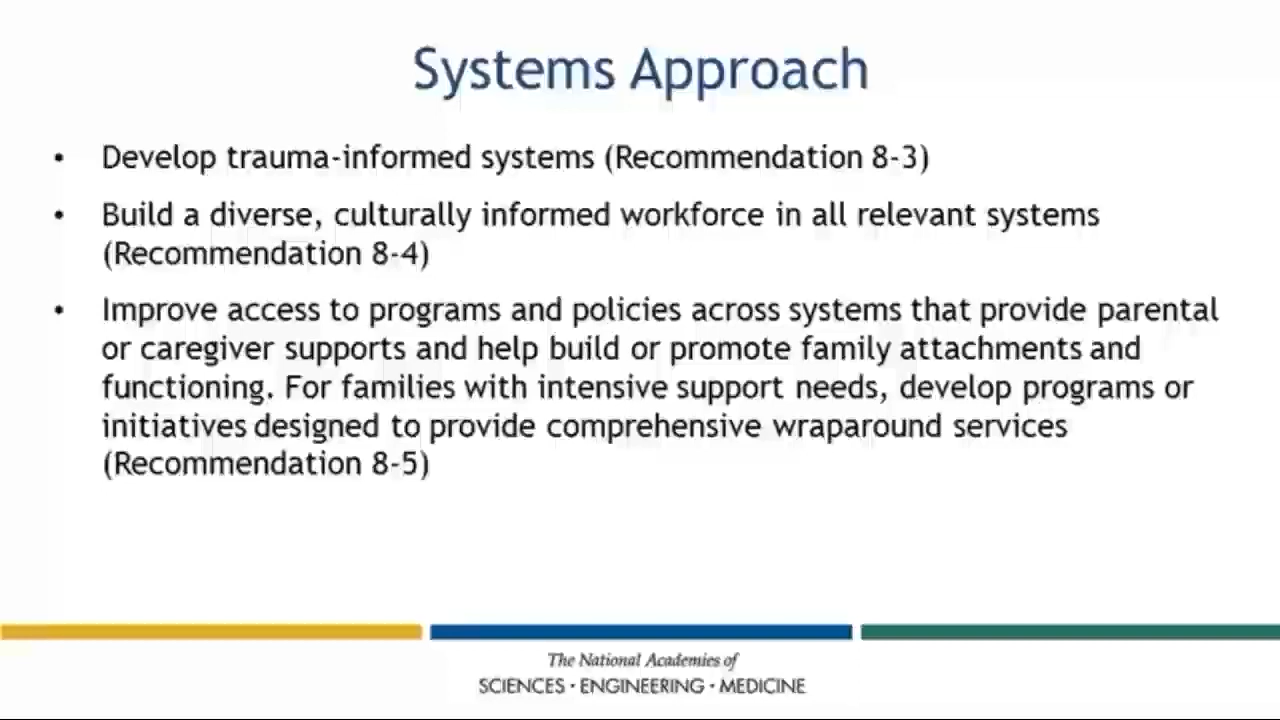 Systems Approach
• Develop trauma-informed systems (Recommendation 8-3)
• Build a diverse, culturally informed workforce in all relevant systems
(Recommendation 8-4)
• Improve access to programs and policies across systems that provide parental
or caregiver supports and help build or promote family attachments and
functioning. For families with intensive support needs, develop programs or
initiatives designed to provide comprehensive wraparound services
(Recommendation 8-5)
The National Academies of
SCIENCES · ENGINEERING · MEDICINE